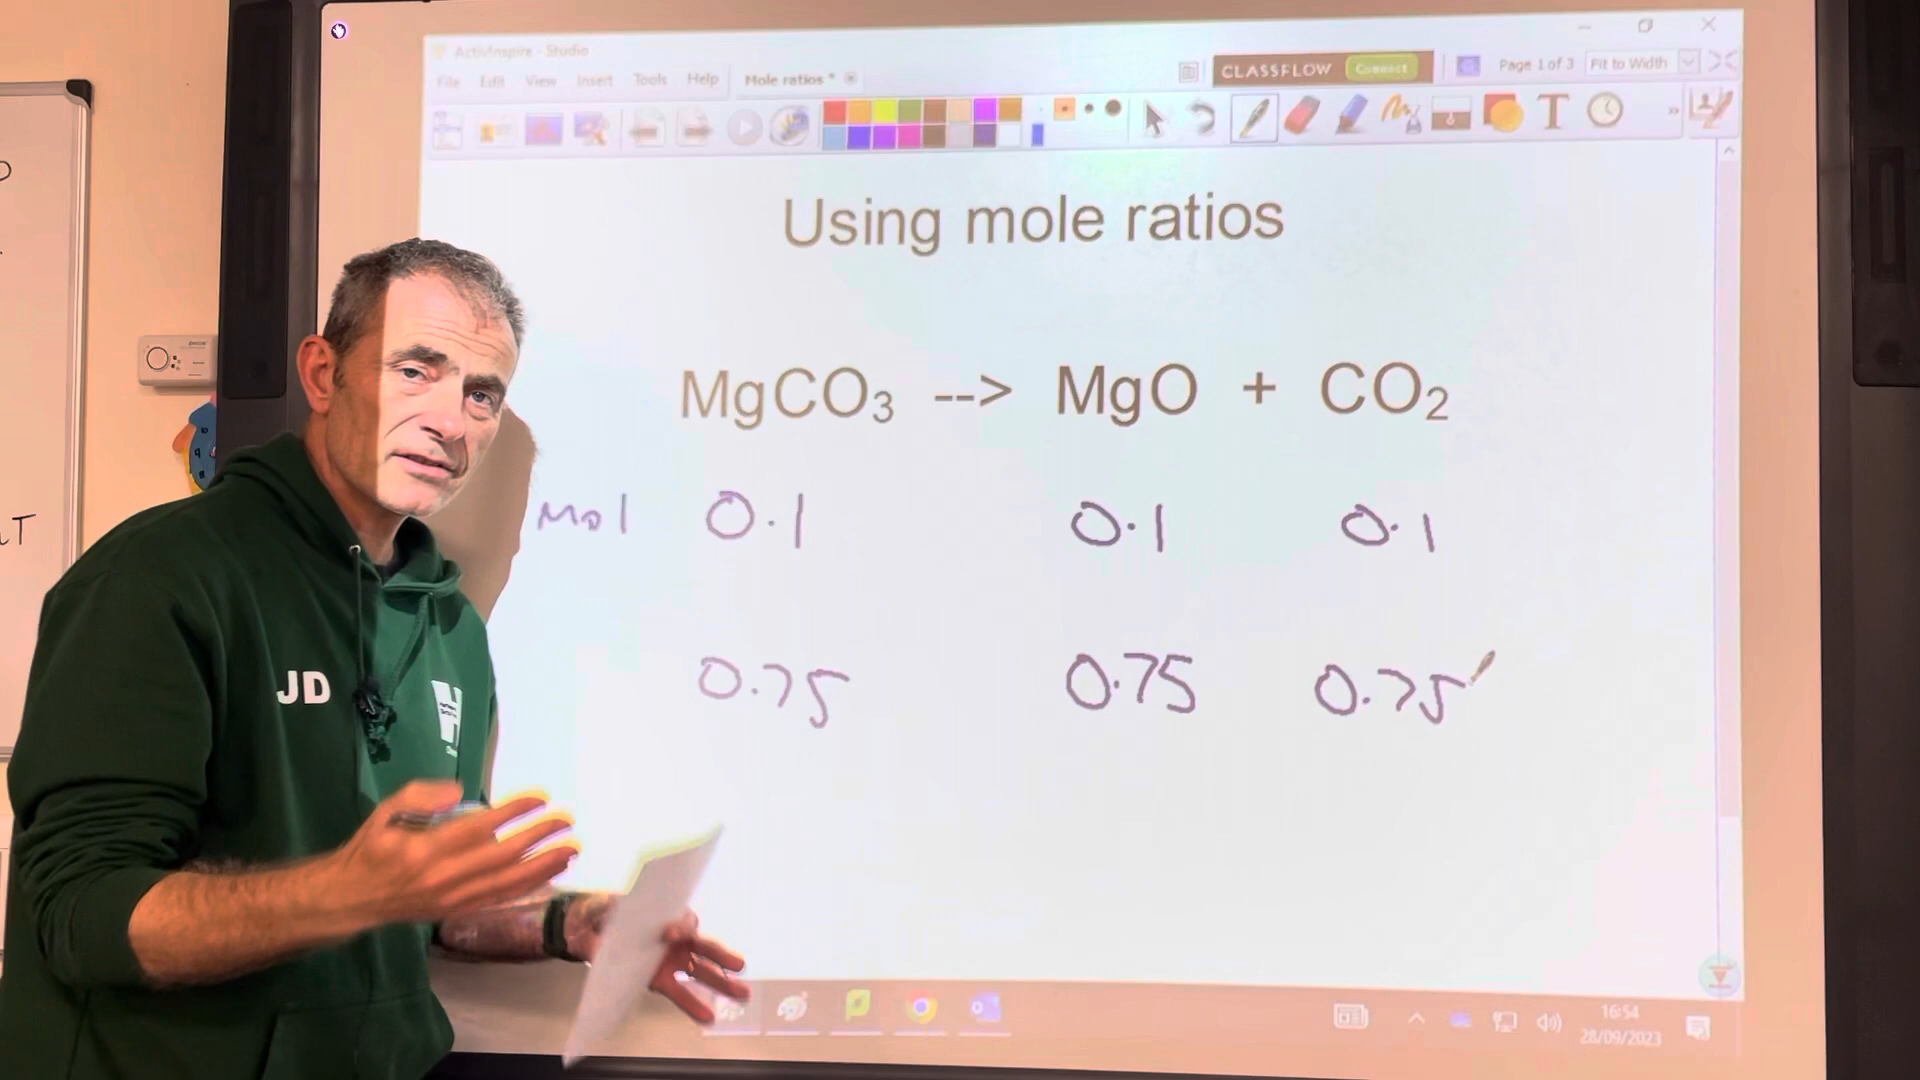 ActivInspire - Studio
File Edit View Insert Tools Help Mole ratios *
CLASSFLOW Connect Page 1 of 3 Fit to Width
T
Using mole ratios
MgCO3 --> MgO + CO2
Mol 0.1 0.1 0.1
0.75 0.75 0.75
JD
H
16:54
28/09/2023